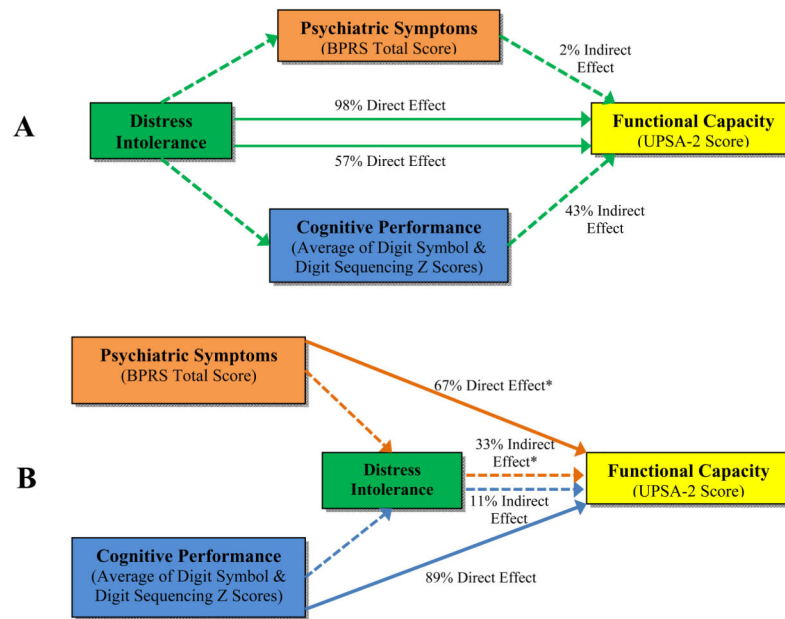 Psychiatric Symptoms
(BPRS Total Score)
2% Indirect
Effect
A
Distress
Intolerance
98% Direct Effect
57% Direct Effect
Functional Capacity
(UPSA-2 Score)
43% Indirect
Effect
Cognitive Performance
(Average of Digit Symbol &
Digit Sequencing Z Scores)
Psychiatric Symptoms
(BPRS Total Score)
67% Direct Effect*
B
Distress
Intolerance
33% Indirect
Effect*
11% Indirect
Effect
Functional Capacity
(UPSA-2 Score)
Cognitive Performance
(Average of Digit Symbol &
Digit Sequencing Z Scores)
89% Direct Effect